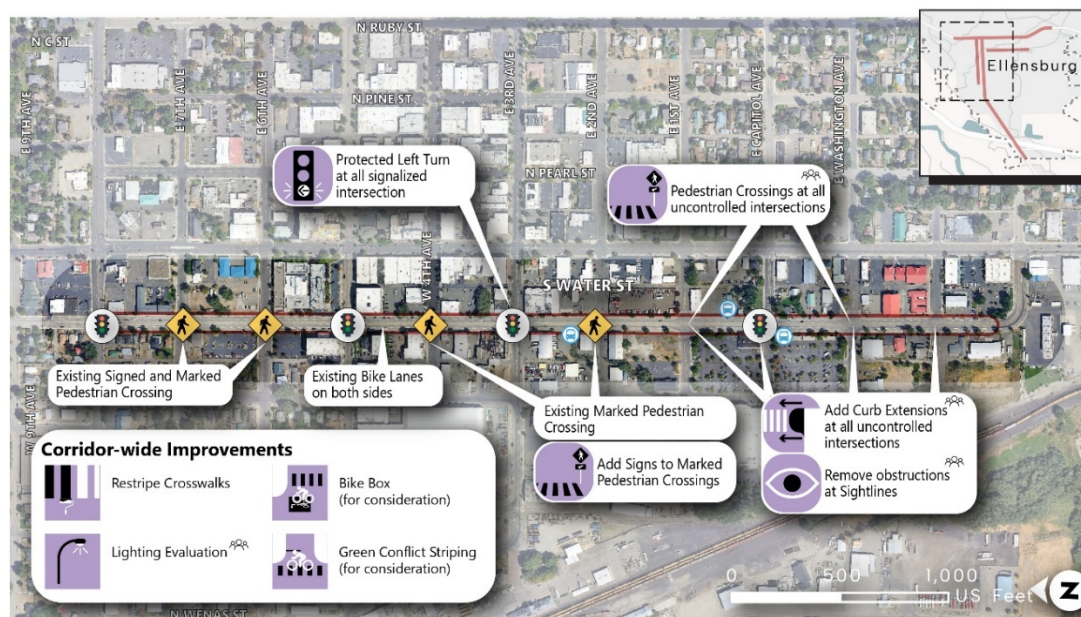 N RUBY ST
N C ST
Ellensburg
E 9TH AVE
E 7TH AVE
E 6TH AVE
N PINE ST
E 3RD AVE
E 2ND AVE
E 1ST AVE
E CAPITOL AVE
E WASHINGTON AVE
Protected Left Turn
at all signalized
intersection
N PEARL ST
Pedestrian Crossings at all
uncontrolled intersections
W 4TH AVE
S WATER ST
Existing Signed and Marked
Pedestrian Crossing
Existing Bike Lanes
on both sides
Existing Marked Pedestrian
Crossing
Add Signs to Marked
Pedestrian Crossings
Add Curb Extensions
at all uncontrolled
intersections
Remove obstructions
at Sightlines
W 9TH AVE
Corridor-wide Improvements
Restripe Crosswalks
Bike Box
(for consideration)
Lighting Evaluation
Green Conflict Striping
(for consideration)
N WENAS ST
0 500 1,000
US Feet
Z